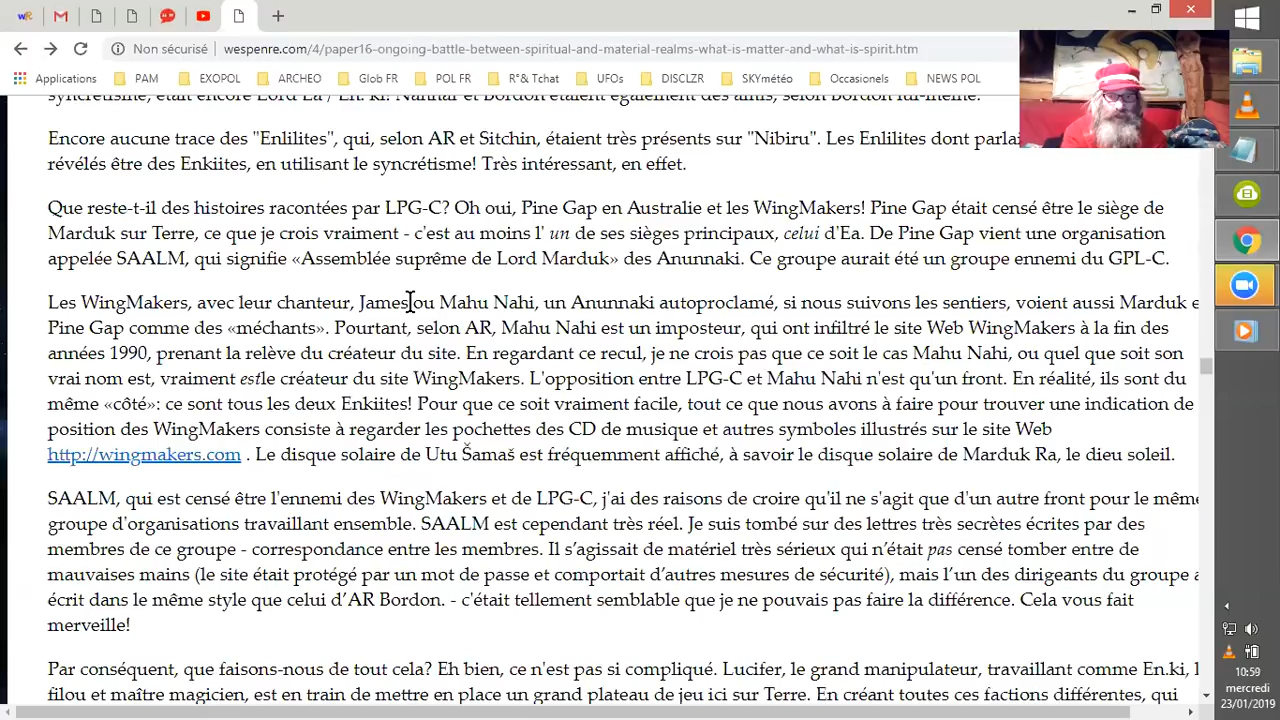 Non sécurisé | wespenre.com/4/paper16-ongoing-battle-between-spiritual-and-material-realms-what-is-matter-and-what-is-spirit.htm
Applications PAM EXOPOL ARCHEO Glob FR POL FR R°& Tchat UFOs DISCLZR SKYmétéo Occasionels NEWS POL
syncrétisme, était encore Lord Ea / En. ki. Nannar et Bordon étaient également des amis, selon Bordon lui-même.
Encore aucune trace des "Enlilites", qui, selon AR et Sitchin, étaient très présents sur "Nibiru". Les Enlilites dont parlai
révélés être des Enkiites, en utilisant le syncrétisme! Très intéressant, en effet.
Que reste-t-il des histoires racontées par LPG-C? Oh oui, Pine Gap en Australie et les WingMakers! Pine Gap était censé être le siège de
Marduk sur Terre, ce que je crois vraiment - c'est au moins l' un de ses sièges principaux, celui d'Ea. De Pine Gap vient une organisation
appelée SAALM, qui signifie «Assemblée suprême de Lord Marduk» des Anunnaki. Ce groupe aurait été un groupe ennemi du GPL-C.
Les WingMakers, avec leur chanteur, James ou Mahu Nahi, un Anunnaki autoproclamé, si nous suivons les sentiers, voient aussi Marduk e
Pine Gap comme des «méchants». Pourtant, selon AR, Mahu Nahi est un imposteur, qui ont infiltré le site Web WingMakers à la fin des
années 1990, prenant la relève du créateur du site. En regardant ce recul, je ne crois pas que ce soit le cas Mahu Nahi, ou quel que soit son
vrai nom est, vraiment estle créateur du site WingMakers. L'opposition entre LPG-C et Mahu Nahi n'est qu'un front. En réalité, ils sont du
même «côté»: ce sont tous les deux Enkiites! Pour que ce soit vraiment facile, tout ce que nous avons à faire pour trouver une indication de
position des WingMakers consiste à regarder les pochettes des CD de musique et autres symboles illustrés sur le site Web
http://wingmakers.com . Le disque solaire de Utu Šamaš est fréquemment affiché, à savoir le disque solaire de Marduk Ra, le dieu soleil.
SAALM, qui est censé être l'ennemi des WingMakers et de LPG-C, j'ai des raisons de croire qu'il ne s'agit que d'un autre front pour le même
groupe d'organisations travaillant ensemble. SAALM est cependant très réel. Je suis tombé sur des lettres très secrètes écrites par des
membres de ce groupe - correspondance entre les membres. Il s’agissait de matériel très sérieux qui n’était pas censé tomber entre de
mauvaises mains (le site était protégé par un mot de passe et comportait d’autres mesures de sécurité), mais l’un des dirigeants du groupe a
écrit dans le même style que celui d’AR Bordon. - c'était tellement semblable que je ne pouvais pas faire la différence. Cela vous fait
merveille!
Par conséquent, que faisons-nous de tout cela? Eh bien, ce n'est pas si compliqué. Lucifer, le grand manipulateur, travaillant comme En.ki, l
filou et maître magicien, est en train de mettre en place un grand plateau de jeu ici sur Terre. En créant toutes ces factions différentes, qui
10:59
mercredi
23/01/2019